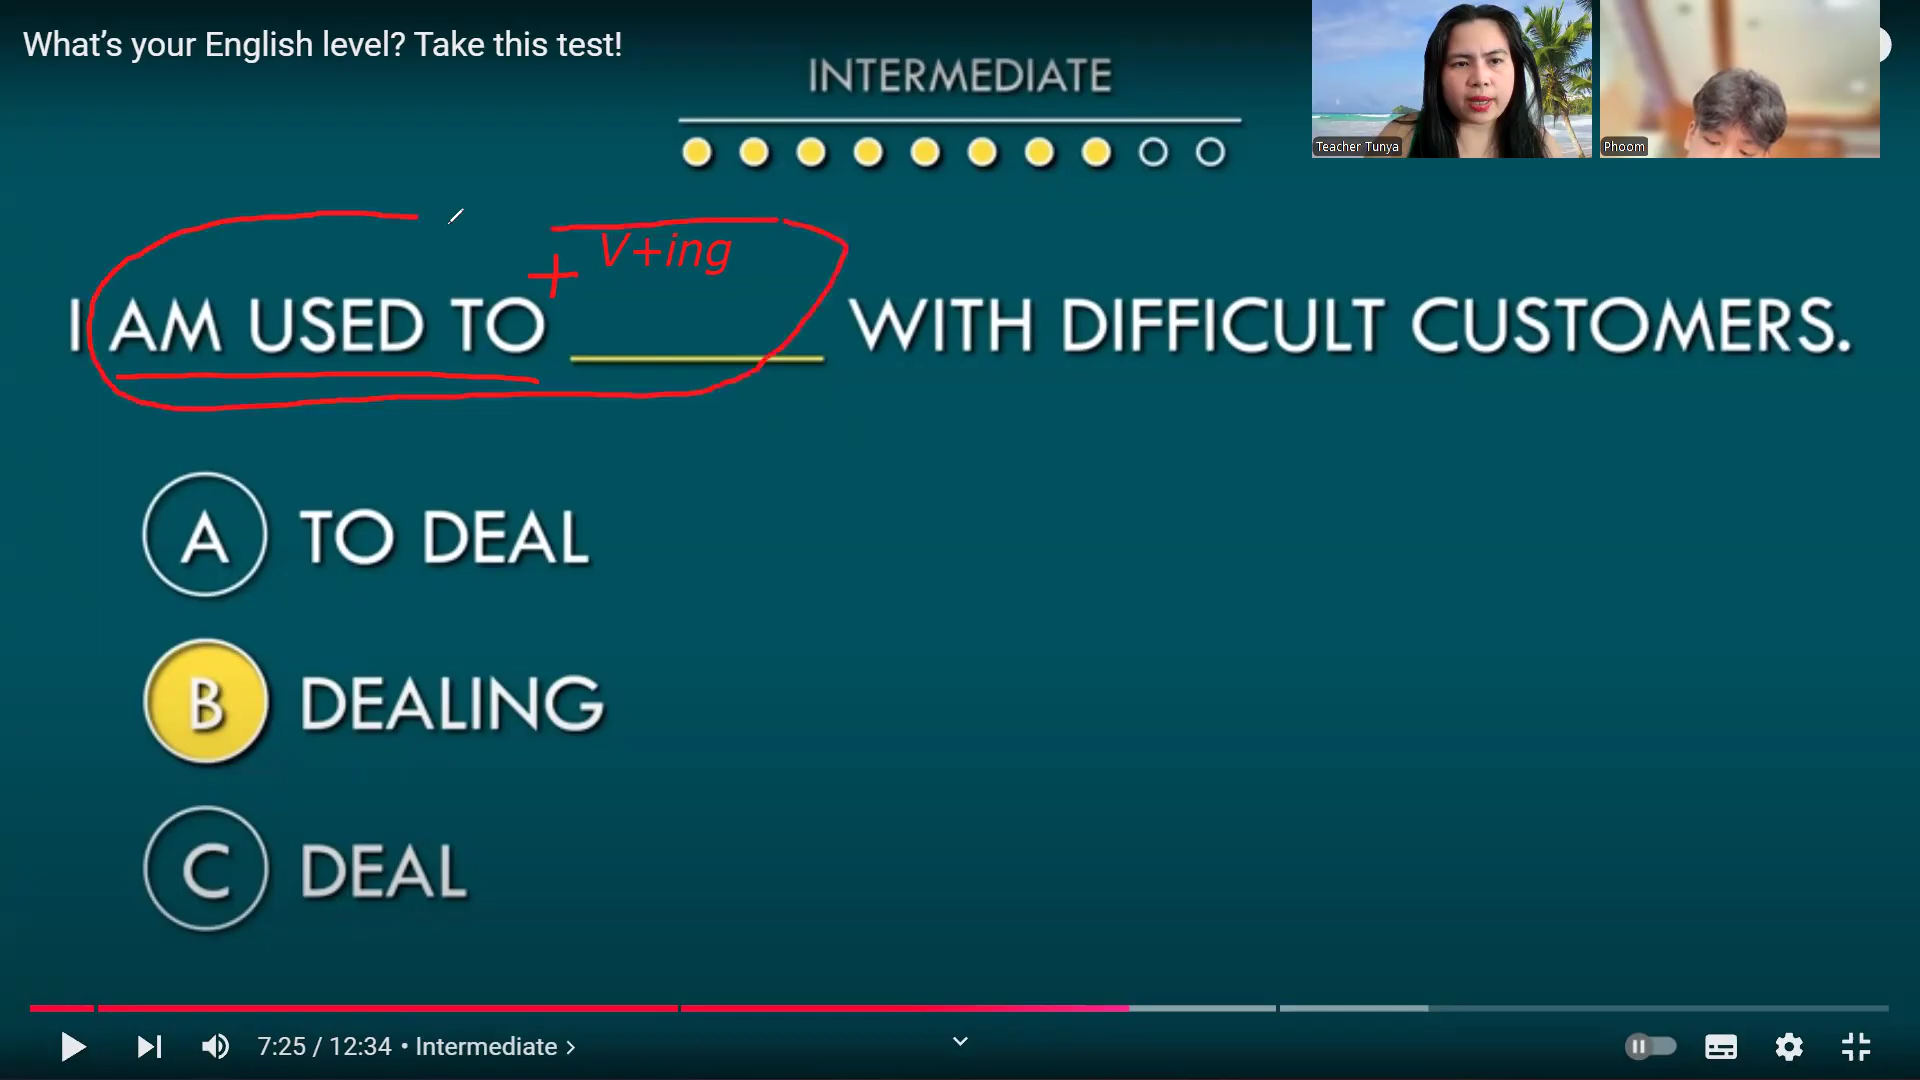 What’s your English level? Take this test!
INTERMEDIATE
Teacher Tunya
Phoom
+ V+ing
I AM USED TO ________ WITH DIFFICULT CUSTOMERS.
A TO DEAL
B DEALING
C DEAL
7:25 / 12:34 • Intermediate >